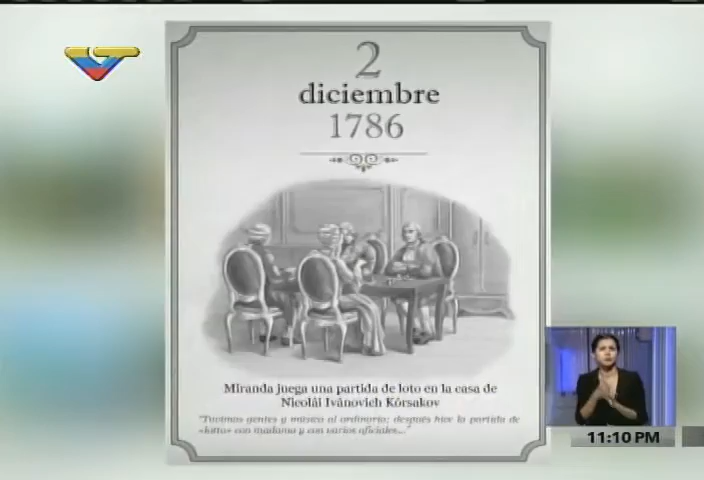 2
diciembre
1786
Miranda juega una partida de loto en la casa de
Nicolái Ivánovich Kórsakov
"Tuvimos gentes y música al ordinario; después hice la partida de
«lotto» con madama y con varios oficiales..."
11:10 PM